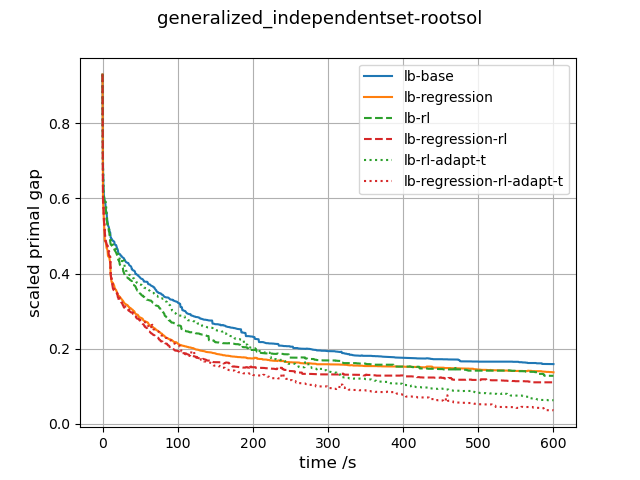 generalized_independentset-rootsol
lb-base
lb-regression
lb-rl
lb-regression-rl
lb-rl-adapt-t
lb-regression-rl-adapt-t
scaled primal gap
0.8
0.6
0.4
0.2
0.0
0 100 200 300 400 500 600
time /s